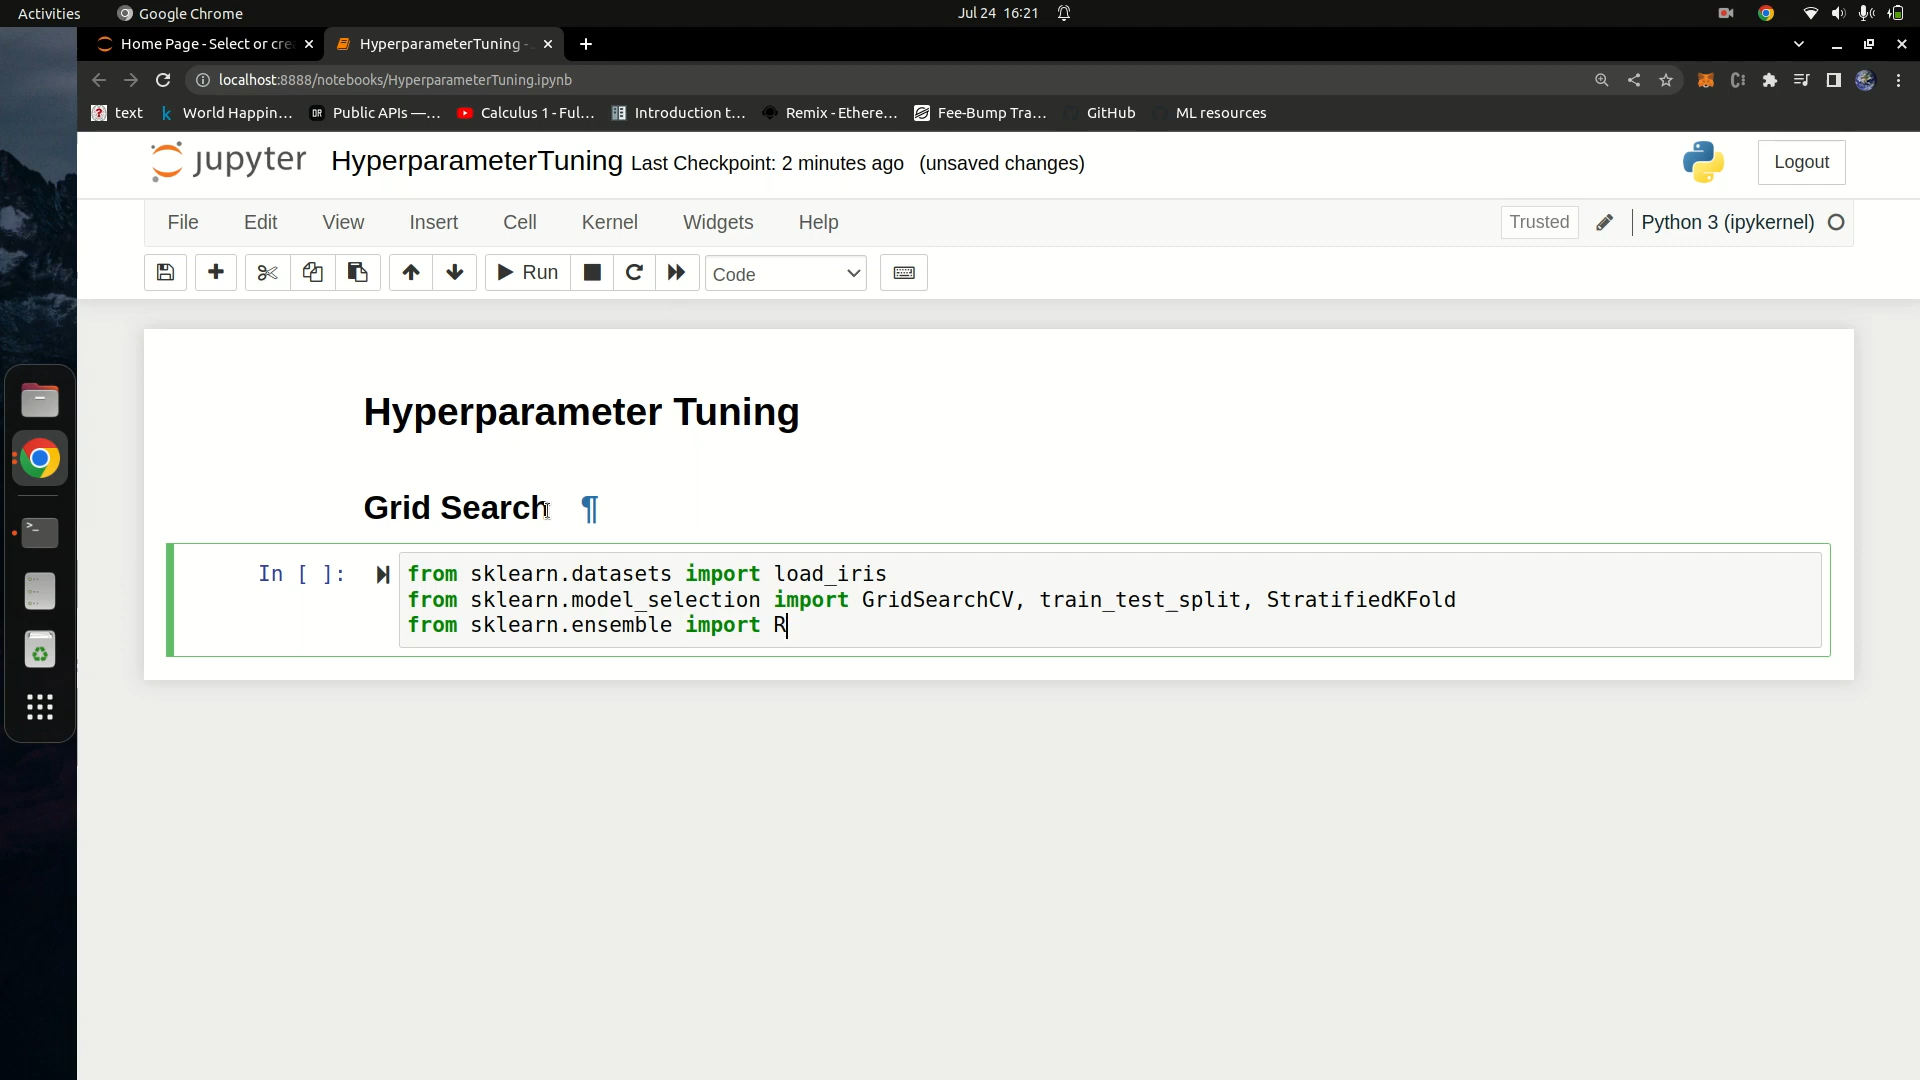 Activities Google Chrome Jul 24 16:21
Home Page - Select or cre HyperparameterTuning -
localhost:8888/notebooks/HyperparameterTuning.ipynb
text World Happin... Public APIs —... Calculus 1 - Ful... Introduction t... Remix - Ethere... Fee-Bump Tra... GitHub ML resources
jupyter HyperparameterTuning Last Checkpoint: 2 minutes ago (unsaved changes) Logout
File Edit View Insert Cell Kernel Widgets Help Trusted Python 3 (ipykernel)
Run Code
Hyperparameter Tuning
Grid Search ¶
In [ ]: from sklearn.datasets import load_iris
from sklearn.model_selection import GridSearchCV, train_test_split, StratifiedKFold
from sklearn.ensemble import R